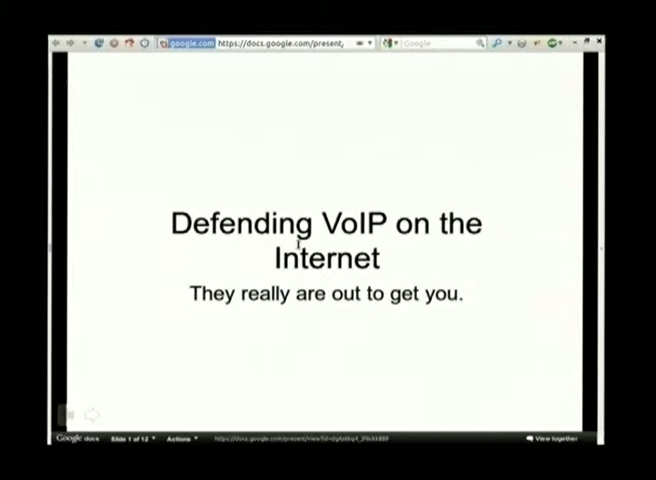 google.com https://docs.google.com/present, Google
Defending VoIP on the
Internet
They really are out to get you.
Google docs Slide 1 of 12 Actions View together